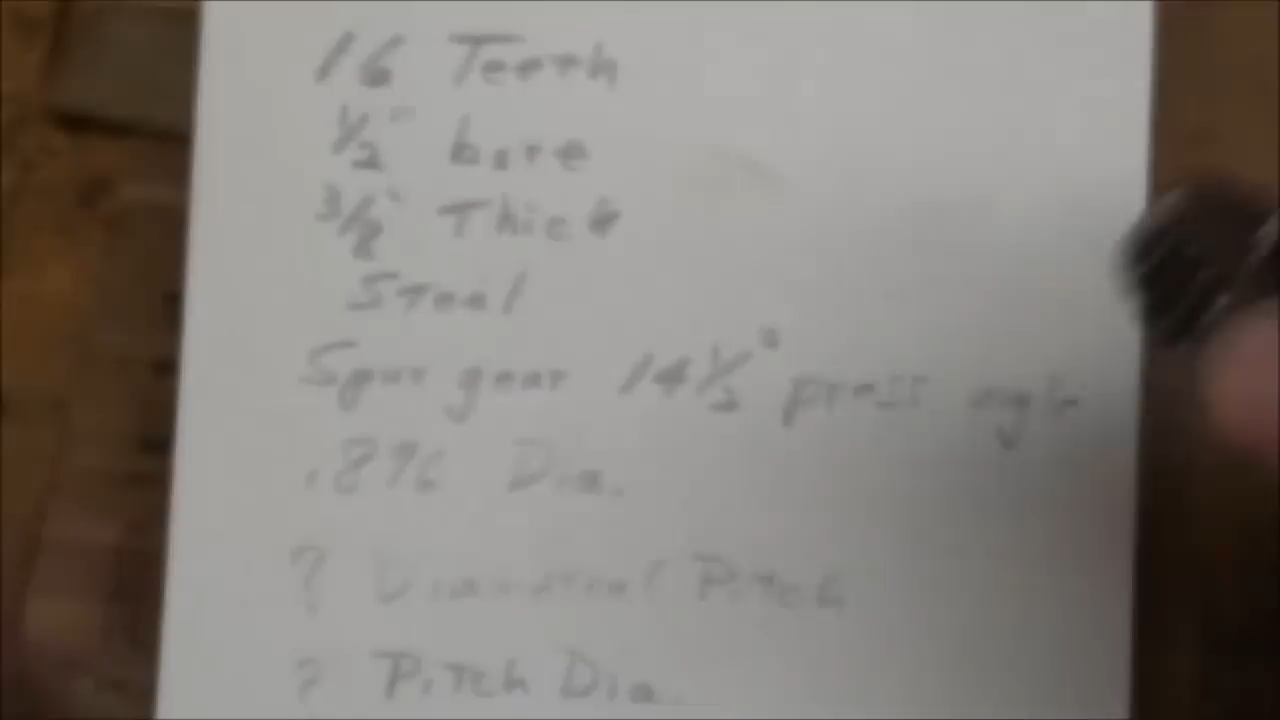 16 Teeth
1/2" bore
3/8" Thick
Steel
Spur gear 14 1/2° press angle
.896 Dia.
? Diametral Pitch
? Pitch Dia.